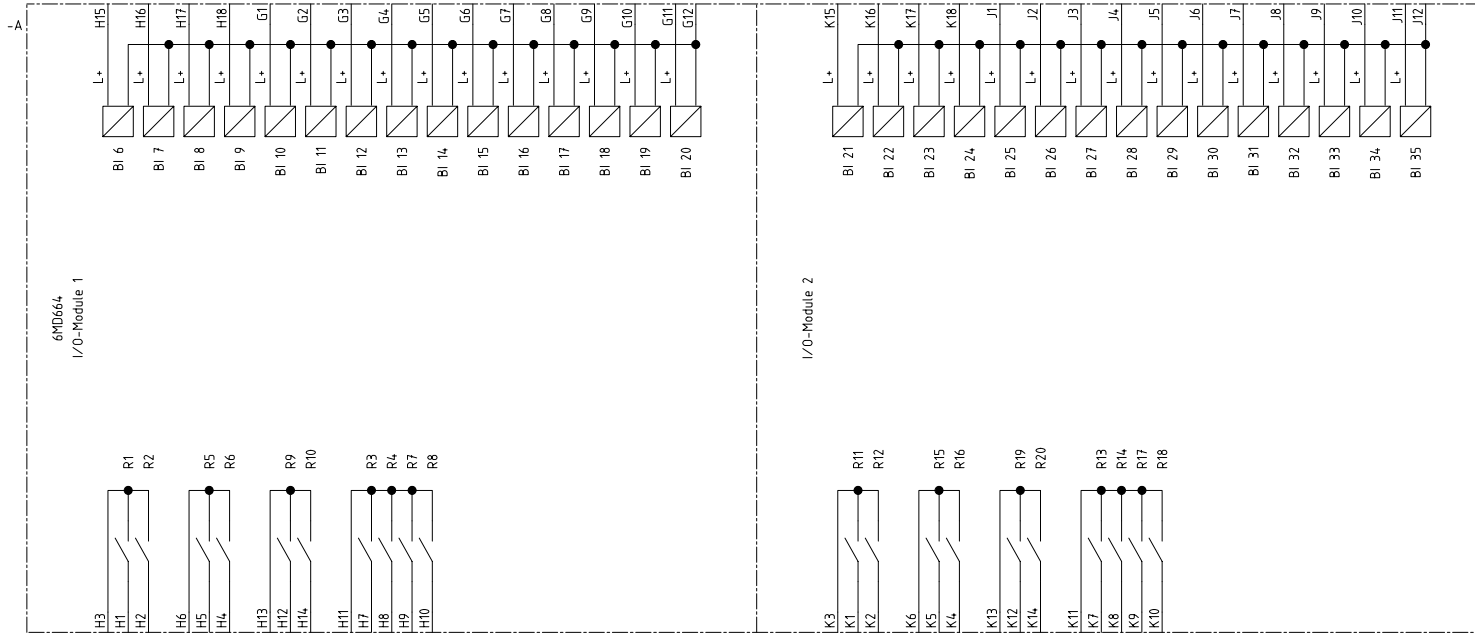 -A
H15 H16 H17 H18 G1 G2 G3 G4 G5 G6 G7 G8 G9 G10 G11 G12
L+ L+ L+ L+ L+ L+ L+ L+ L+ L+ L+ L+ L+ L+ L+
BI 6 BI 7 BI 8 BI 9 BI 10 BI 11 BI 12 BI 13 BI 14 BI 15 BI 16 BI 17 BI 18 BI 19 BI 20
6MD664
I/O-Module 1
R1 R2 R5 R6 R9 R10 R3 R4 R7 R8
H3 H1 H2 H6 H5 H4 H13 H12 H14 H11 H7 H8 H9 H10
K15 K16 K17 K18 J1 J2 J3 J4 J5 J6 J7 J8 J9 J10 J11 J12
L+ L+ L+ L+ L+ L+ L+ L+ L+ L+ L+ L+ L+ L+ L+
BI 21 BI 22 BI 23 BI 24 BI 25 BI 26 BI 27 BI 28 BI 29 BI 30 BI 31 BI 32 BI 33 BI 34 BI 35
I/O-Module 2
R11 R12 R15 R16 R19 R20 R13 R14 R17 R18
K3 K1 K2 K6 K5 K4 K13 K12 K14 K11 K7 K8 K9 K10